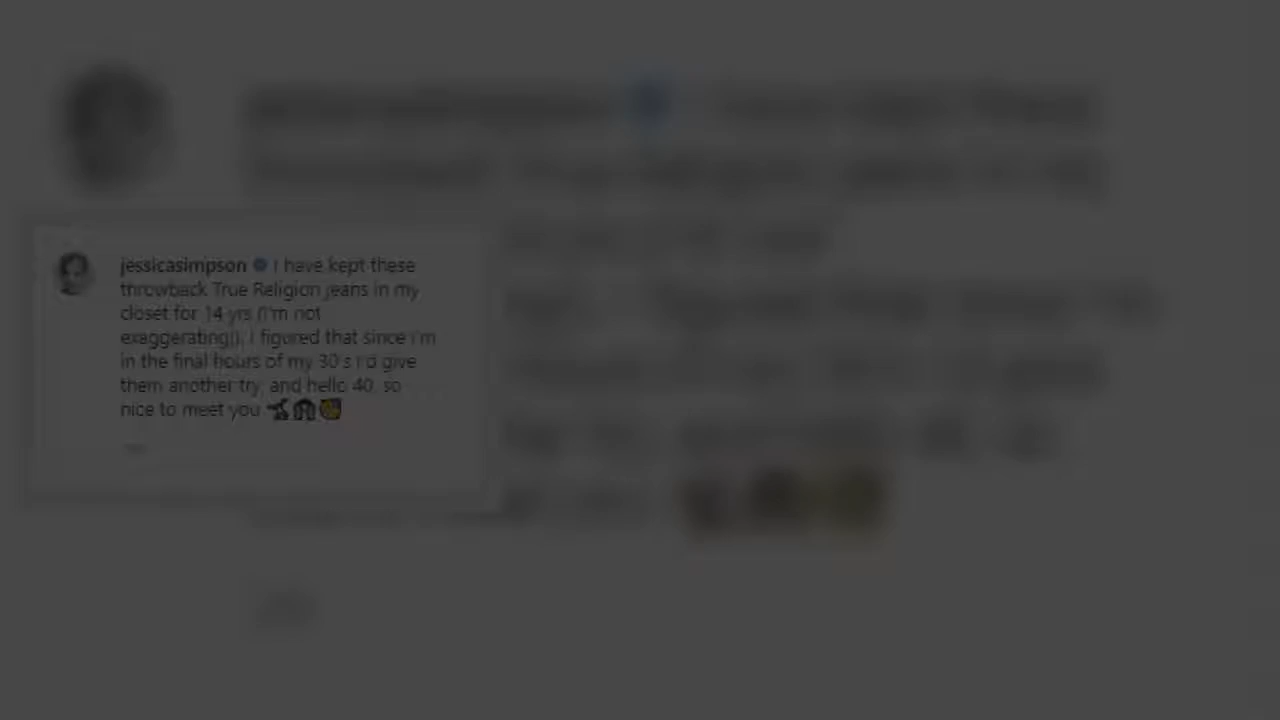 jessicasimpson I have kept these
throwback True Religion jeans in my
closet for 14 yrs (I'm not
exaggerating!). I figured that since I'm
in the final hours of my 30's I'd give
them another try, and hello 40, so
nice to meet you